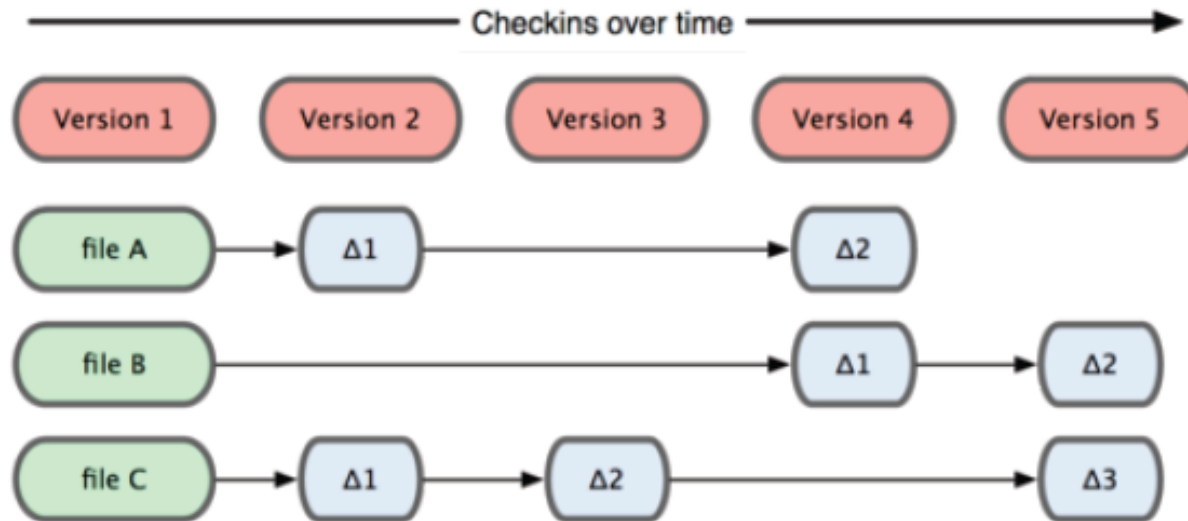 Checkins over time
Version 1 Version 2 Version 3 Version 4 Version 5
file A Δ1 Δ2
file B Δ1 Δ2
file C Δ1 Δ2 Δ3